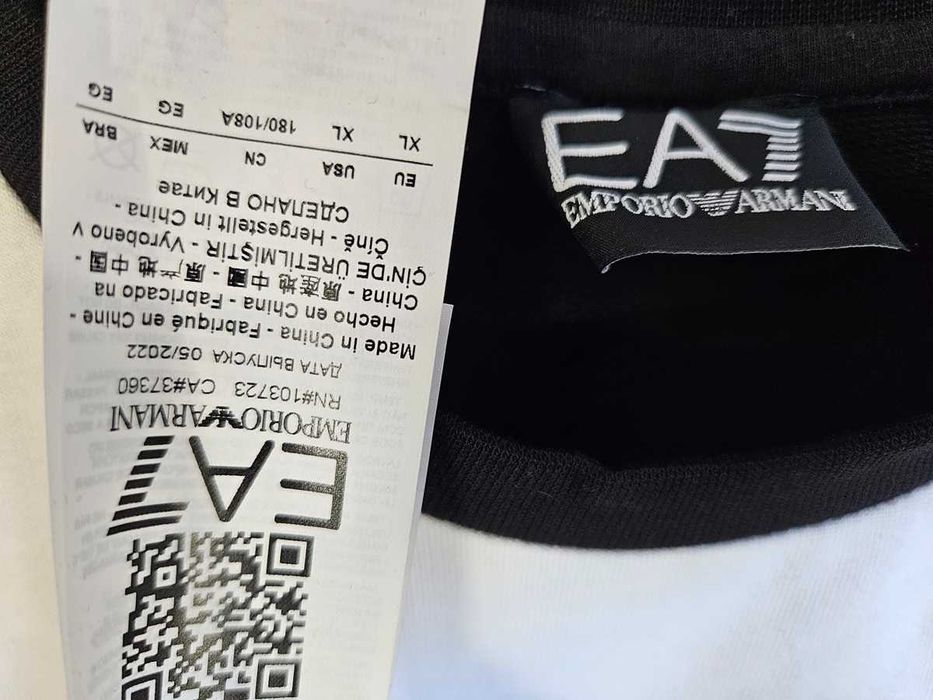 EA7
EMPORIO ARMANI
EA7
EMPORIO ARMANI
RN#103723 CA#37360
ДАТА ВЫПУСКА 05/2022
Made in China - Fabriqué en Chine -
Hecho en China - Fabricado na
China - 原産地 中國 - 原产地 中国 -
ÇIN'DE ÜRETİLMİŞTİR - Vyrobeno v
Číně - Hergestellt in China -
СДЕЛАНО В Китае
EU USA CN MEX BRA
XL XL 180/108A EG EG